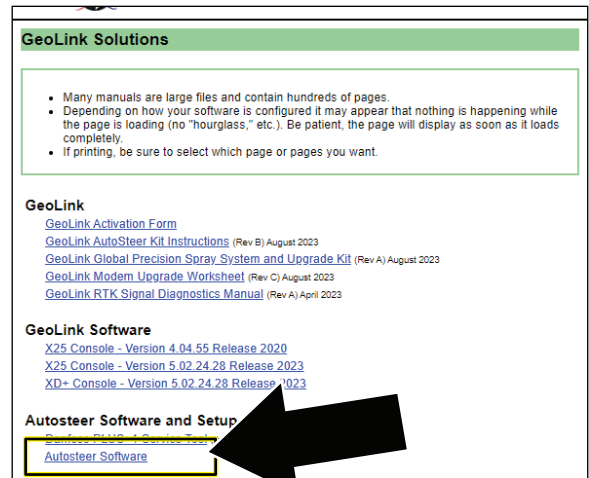 GeoLink Solutions
• Many manuals are large files and contain hundreds of pages.
• Depending on how your software is configured it may appear that nothing is happening while
the page is loading (no "hourglass," etc.). Be patient, the page will display as soon as it loads
completely.
• If printing, be sure to select which page or pages you want.
GeoLink
GeoLink Activation Form
GeoLink AutoSteer Kit Instructions (Rev B) August 2023
GeoLink Global Precision Spray System and Upgrade Kit (Rev A) August 2023
GeoLink Modem Upgrade Worksheet (Rev C) August 2023
GeoLink RTK Signal Diagnostics Manual (Rev A) April 2023
GeoLink Software
X25 Console - Version 4.04.55 Release 2020
X25 Console - Version 5.02.24.28 Release 2023
XD+ Console - Version 5.02.24.28 Release 2023
Autosteer Software and Setup
Danfoss PLUS+1 Service Tool
Autosteer Software